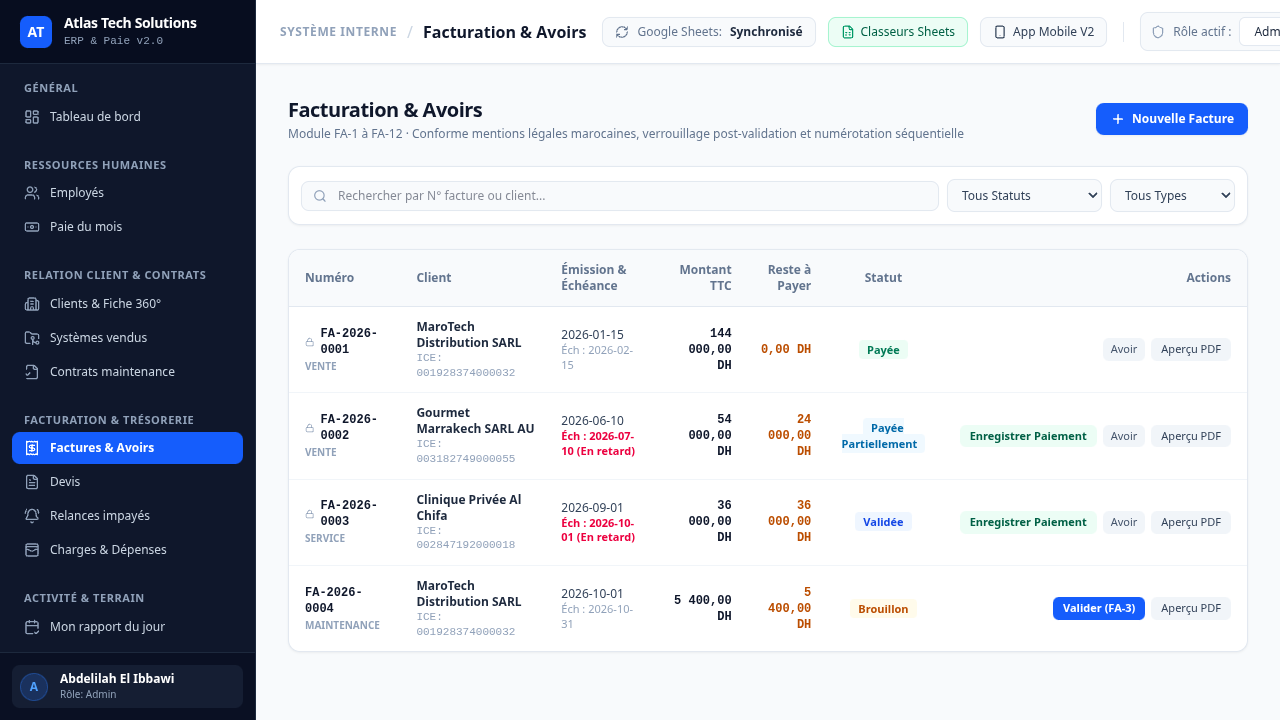 AT
Atlas Tech Solutions
ERP & Paie v2.0
GÉNÉRAL
Tableau de bord
RESSOURCES HUMAINES
Employés
Paie du mois
RELATION CLIENT & CONTRATS
Clients & Fiche 360°
Systèmes vendus
Contrats maintenance
FACTURATION & TRÉSORERIE
Factures & Avoirs
Devis
Relances impayés
Charges & Dépenses
ACTIVITÉ & TERRAIN
Mon rapport du jour
A
Abdelilah El Ibbawi
Rôle: Admin
SYSTÈME INTERNE / Facturation & Avoirs
Google Sheets: Synchronisé
Classeurs Sheets
App Mobile V2
Rôle actif :
Adm
Facturation & Avoirs
Module FA-1 à FA-12 · Conforme mentions légales marocaines, verrouillage post-validation et numérotation séquentielle
Nouvelle Facture
Rechercher par N° facture ou client...
Tous Statuts
Tous Types
Numéro
Client
Émission &
Échéance
Montant
TTC
Reste à
Payer
Statut
Actions
FA-2026-
0001
VENTE
MaroTech
Distribution SARL
ICE:
001928374000032
2026-01-15
Éch : 2026-02-
15
144
000,00
DH
0,00 DH
Payée
Avoir
Aperçu PDF
FA-2026-
0002
VENTE
Gourmet
Marrakech SARL AU
ICE:
003182749000055
2026-06-10
Éch : 2026-07-
10 (En retard)
54
000,00
DH
24
000,00
DH
Payée
Partiellement
Enregistrer Paiement
Avoir
Aperçu PDF
FA-2026-
0003
SERVICE
Clinique Privée Al
Chifa
ICE:
002847192000018
2026-09-01
Éch : 2026-10-
01 (En retard)
36
000,00
DH
36
000,00
DH
Validée
Enregistrer Paiement
Avoir
Aperçu PDF
FA-2026-
0004
MAINTENANCE
MaroTech
Distribution SARL
ICE:
001928374000032
2026-10-01
Éch : 2026-10-
31
5 400,00
DH
5
400,00
DH
Brouillon
Valider (FA-3)
Aperçu PDF